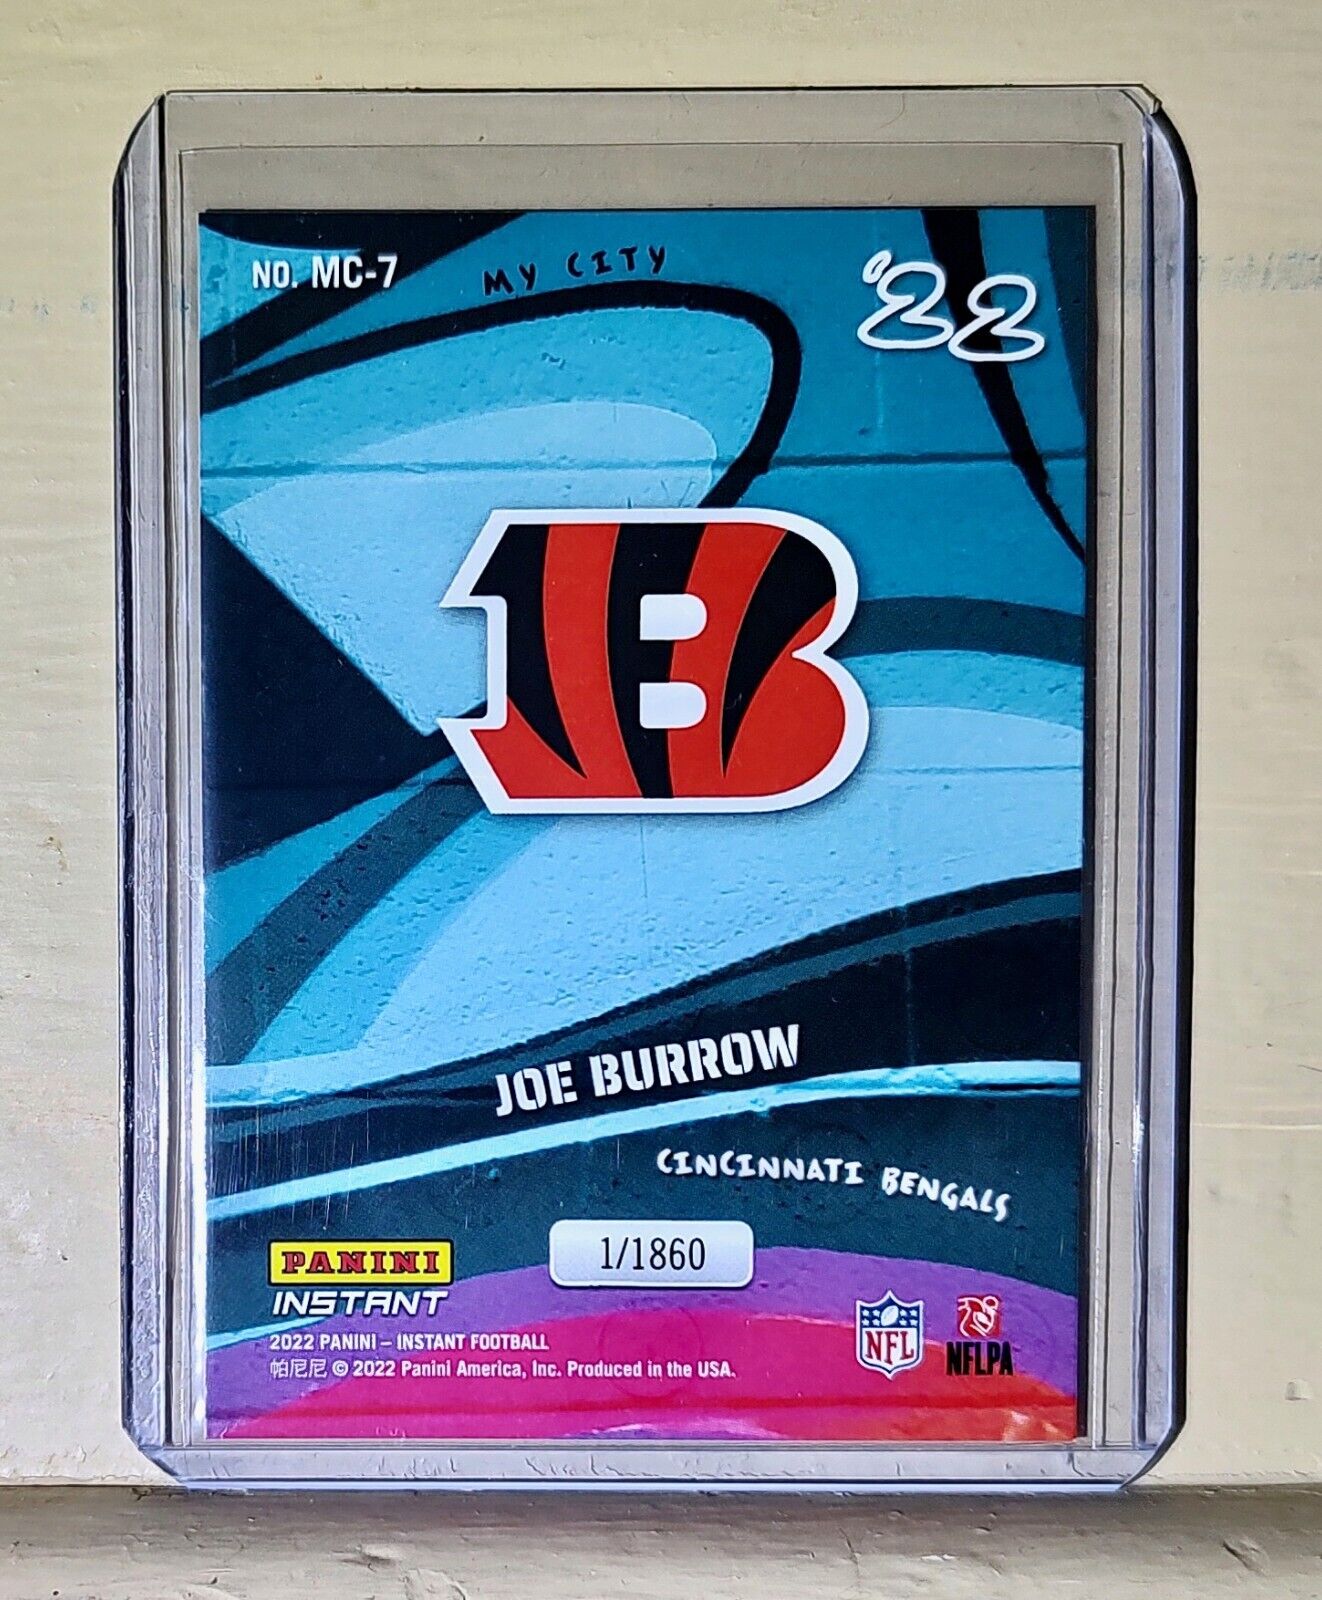 NO. MC-7
MY CITY
'22
B
JOE BURROW
CINCINNATI BENGALS
1/1860
PANINI
INSTANT
2022 PANINI – INSTANT FOOTBALL
帕尼尼 © 2022 Panini America, Inc. Produced in the USA.
NFL
NFLPA